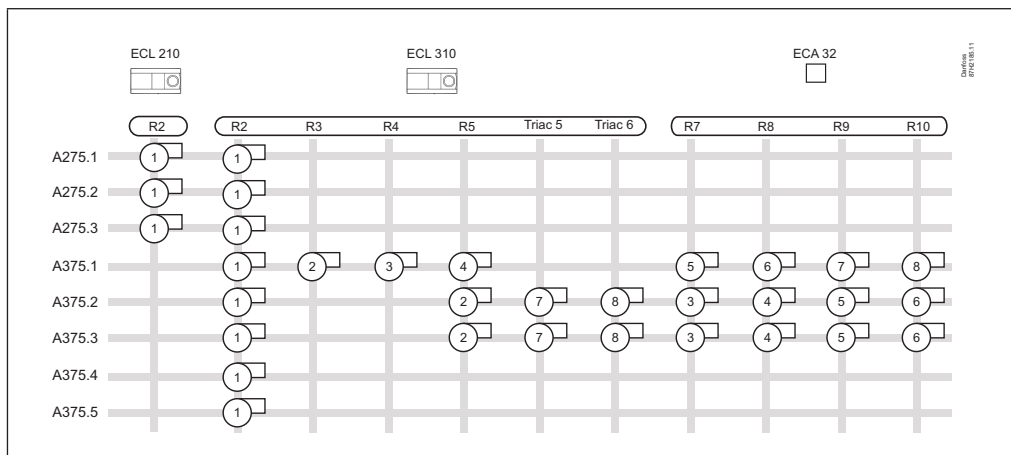 ECL 210 ECL 310 ECA 32
Danfoss
87H2185.11
R2 R2 R3 R4 R5 Triac 5 Triac 6 R7 R8 R9 R10
A275.1 1 1
A275.2 1 1
A275.3 1 1
A375.1 1 2 3 4 5 6 7 8
A375.2 1 2 7 8 3 4 5 6
A375.3 1 2 7 8 3 4 5 6
A375.4 1
A375.5 1